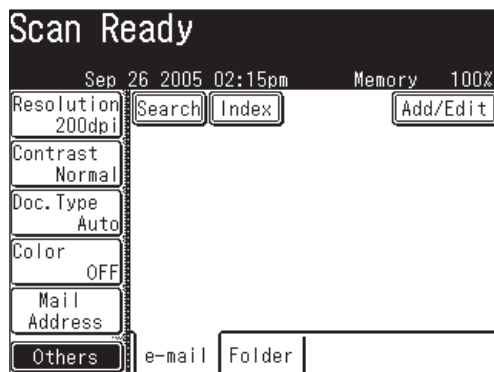 Scan Ready
Sep 26 2005 02:15pm Memory 100%
Resolution
200dpi
Search Index Add/Edit
Contrast
Normal
Doc.Type
Auto
Color
OFF
Mail
Address
Others e-mail Folder